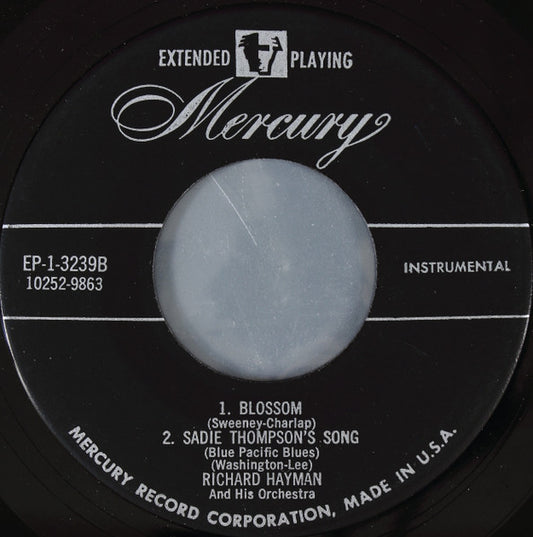 EXTENDED PLAYING
Mercury
EP-1-3239B
10252-9863
INSTRUMENTAL
1. BLOSSOM
(Sweeney-Charlap)
2. SADIE THOMPSON'S SONG
(Blue Pacific Blues)
(Washington-Lee)
RICHARD HAYMAN
And His Orchestra
MERCURY RECORD CORPORATION, MADE IN U.S.A.